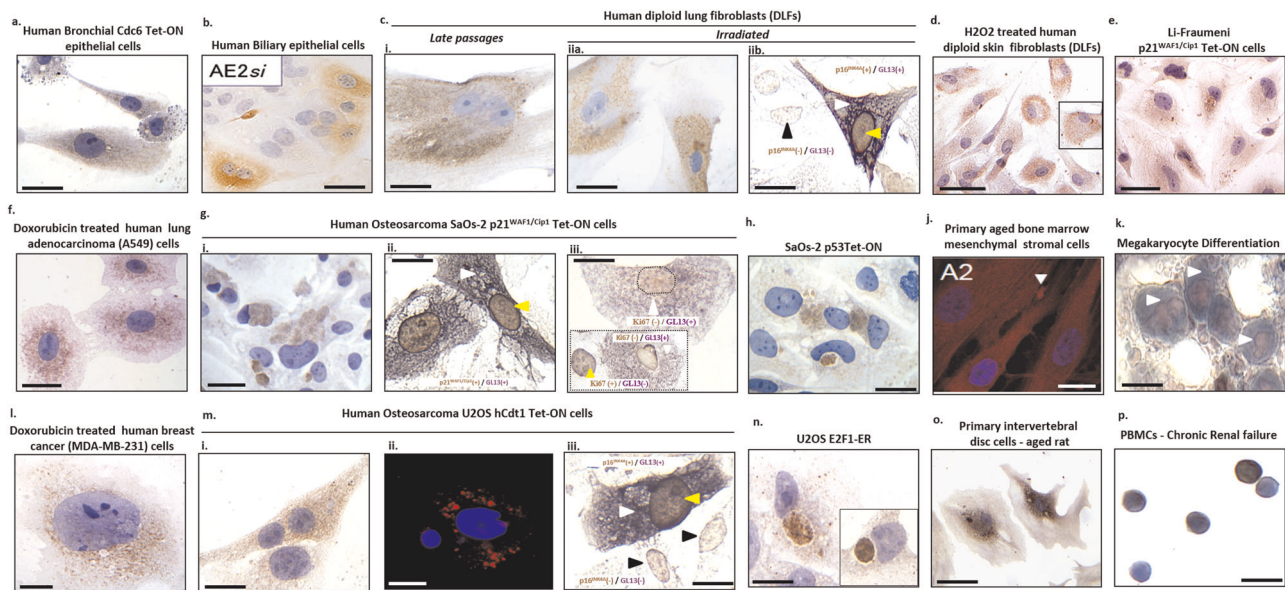 a.
Human Bronchial Cdc6 Tet-ON
epithelial cells
b.
Human Biliary epithelial cells
AE2si
c.
Human diploid lung fibroblasts (DLFs)
Late passages
Irradiated
i.
iia.
iib.
p16INK4A(+) / GL13(+)
p16INK4A(-) / GL13(-)
d.
H2O2 treated human
diploid skin fibroblasts (DLFs)
e.
Li-Fraumeni
p21WAF1/Cip1 Tet-ON cells
f.
Doxorubicin treated human lung
adenocarcinoma (A549) cells
g.
Human Osteosarcoma SaOs-2 p21WAF1/Cip1 Tet-ON cells
i.
ii.
p21WAF1/Cip1(+) / GL13(+)
iii.
Ki67 (-) / GL13(+)
Ki67 (-) / GL13(+)
Ki67 (+) / GL13(-)
h.
SaOs-2 p53Tet-ON
j.
Primary aged bone marrow
mesenchymal stromal cells
A2
k.
Megakaryocyte Differentiation
l.
Doxorubicin treated human breast
cancer (MDA-MB-231) cells
m.
Human Osteosarcoma U2OS hCdt1 Tet-ON cells
i.
ii.
iii.
p16INK4A(+) / GL13(+)
p16INK4A(-) / GL13(-)
n.
U2OS E2F1-ER
o.
Primary intervertebral
disc cells - aged rat
p.
PBMCs - Chronic Renal failure